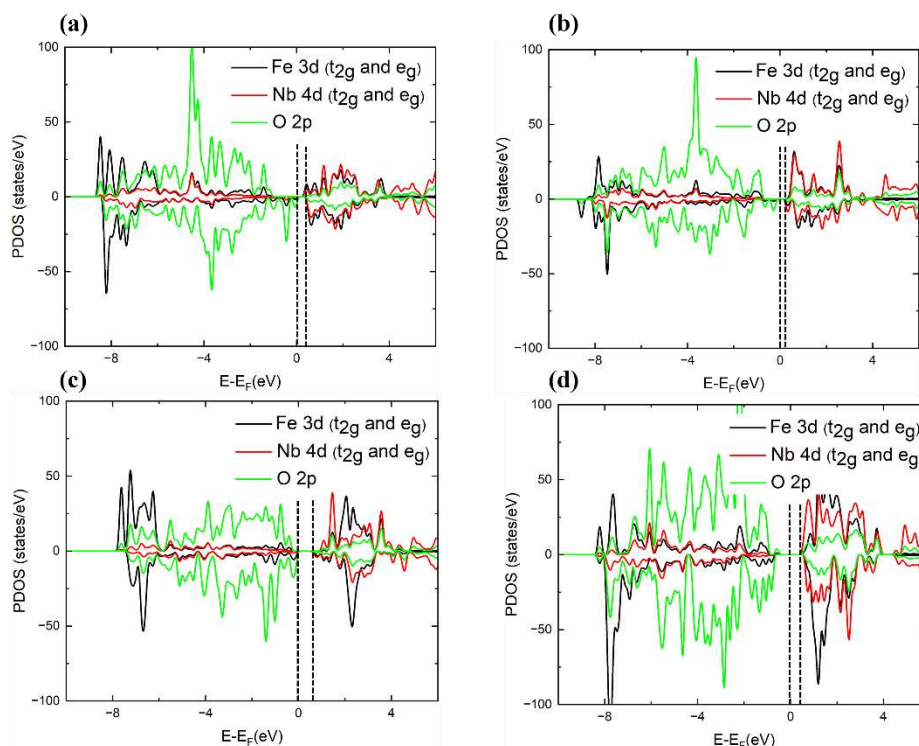 (a)
100
50
0
−50
−100
PDOS (states/eV)
Fe 3d (t2g and eg)
Nb 4d (t2g and eg)
O 2p
−8
−4
0
4
E-EF(eV)
(b)
100
50
0
−50
−100
PDOS (states/eV)
Fe 3d (t2g and eg)
Nb 4d (t2g and eg)
O 2p
−8
−4
0
4
E-EF(eV)
(c)
100
50
0
−50
−100
PDOS (states/eV)
Fe 3d (t2g and eg)
Nb 4d (t2g and eg)
O 2p
−8
−4
0
4
E-EF(eV)
(d)
100
50
0
−50
−100
PDOS (states/eV)
Fe 3d (t2g and eg)
Nb 4d (t2g and eg)
O 2p
−8
−4
0
4
E-EF(eV)